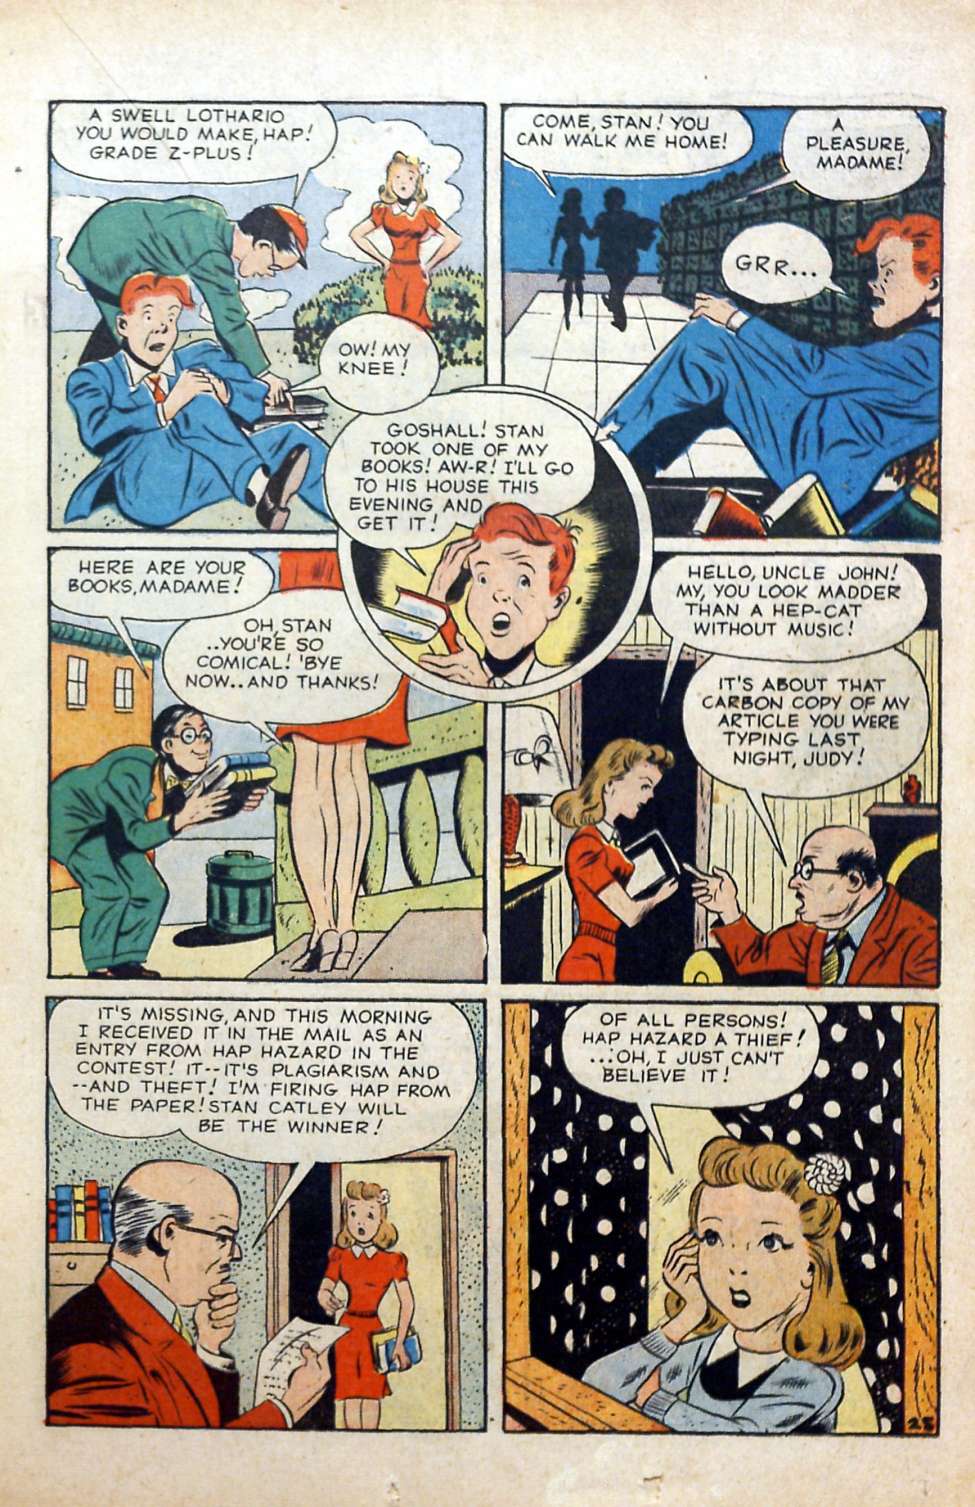 A SWELL LOTHARIO
YOU WOULD MAKE, HAP!
GRADE Z-PLUS!
OW! MY
KNEE!
COME, STAN! YOU
CAN WALK ME HOME!
A
PLEASURE,
MADAME!
GRR...
GOSHALL! STAN
TOOK ONE OF MY
BOOKS! AW-R! I'LL GO
TO HIS HOUSE THIS
EVENING AND
GET IT!
HERE ARE YOUR
BOOKS, MADAME!
OH, STAN
..YOU'RE SO
COMICAL! 'BYE
NOW..AND THANKS!
HELLO, UNCLE JOHN!
MY, YOU LOOK MADDER
THAN A HEP-CAT
WITHOUT MUSIC!
IT'S ABOUT THAT
CARBON COPY OF MY
ARTICLE YOU WERE
TYPING LAST
NIGHT, JUDY!
IT'S MISSING, AND THIS MORNING
I RECEIVED IT IN THE MAIL AS AN
ENTRY FROM HAP HAZARD IN THE
CONTEST! IT--IT'S PLAGIARISM AND
--AND THEFT! I'M FIRING HAP FROM
THE PAPER! STAN CATLEY WILL
BE THE WINNER!
OF ALL PERSONS!
HAP HAZARD A THIEF!
...OH, I JUST CAN'T
BELIEVE IT!
23